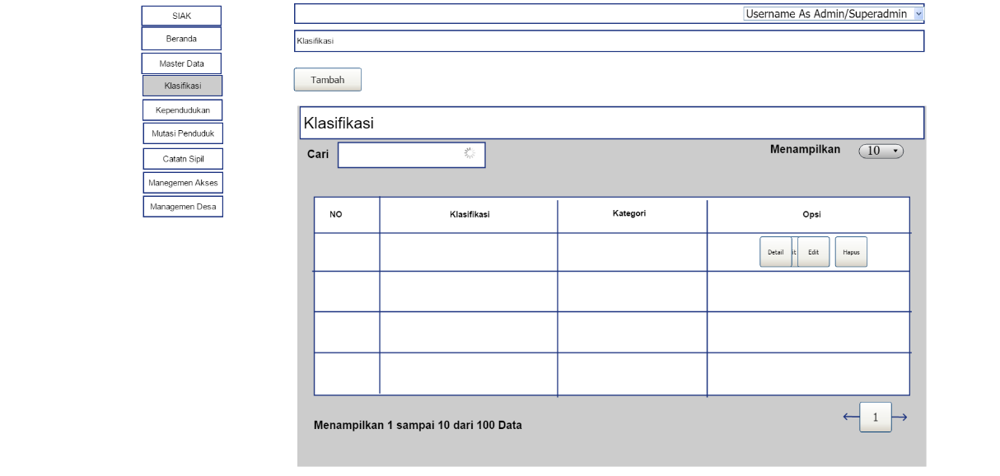 SIAK
Beranda
Master Data
Klasifikasi
Kependudukan
Mutasi Penduduk
Catatn Sipil
Manegemen Akses
Managemen Desa
Username As Admin/Superadmin
Klasifikasi
Tambah
Klasifikasi
Cari
Menampilkan 10
NO Klasifikasi Kategori Opsi
Detail it Edit Hapus
Menampilkan 1 sampai 10 dari 100 Data
1